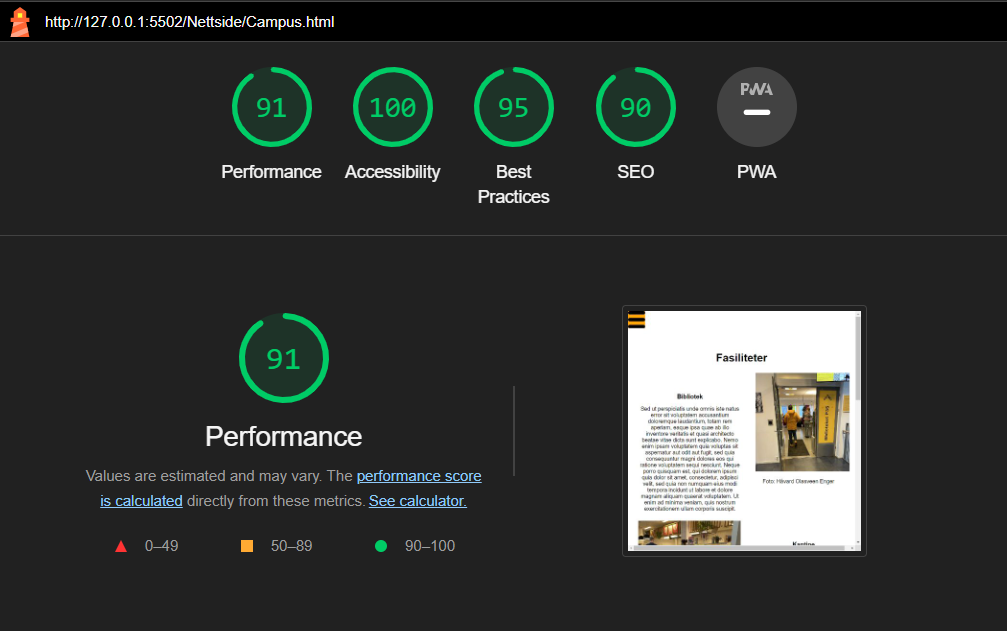 http://127.0.0.1:5502/Nettside/Campus.html
91
100
95
90
PWA
Performance
Accessibility
Best
Practices
SEO
PWA
91
Performance
Values are estimated and may vary. The performance score
is calculated directly from these metrics. See calculator.
0–49
50–89
90–100
Fasiliteter
Bibliotek
Sed ut perspiciatis unde omnis iste natus
error sit voluptatem accusantium
doloremque laudantium, totam rem
aperiam, eaque ipsa quae ab illo
inventore veritatis et quasi architecto
beatae vitae dicta sunt explicabo. Nemo
enim ipsam voluptatem quia voluptas sit
aspernatur aut odit aut fugit, sed quia
consequuntur magni dolores eos qui
ratione voluptatem sequi nesciunt. Neque
porro quisquam est, qui dolorem ipsum
quia dolor sit amet, consectetur, adipisci
velit, sed quia non numquam eius modi
tempora incidunt ut labore et dolore
magnam aliquam quaerat voluptatem. Ut
enim ad minima veniam, quis nostrum
exercitationem ullam corporis suscipit.
Foto: Håvard Olasveen Enger
Kantine